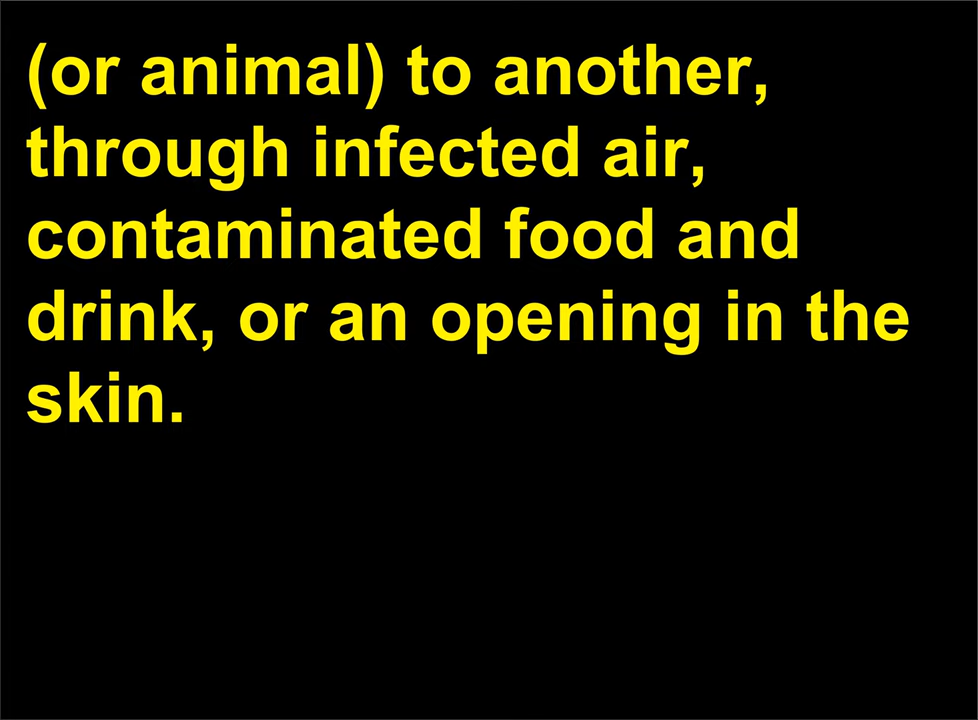 (or animal) to another,
through infected air,
contaminated food and
drink, or an opening in the
skin.